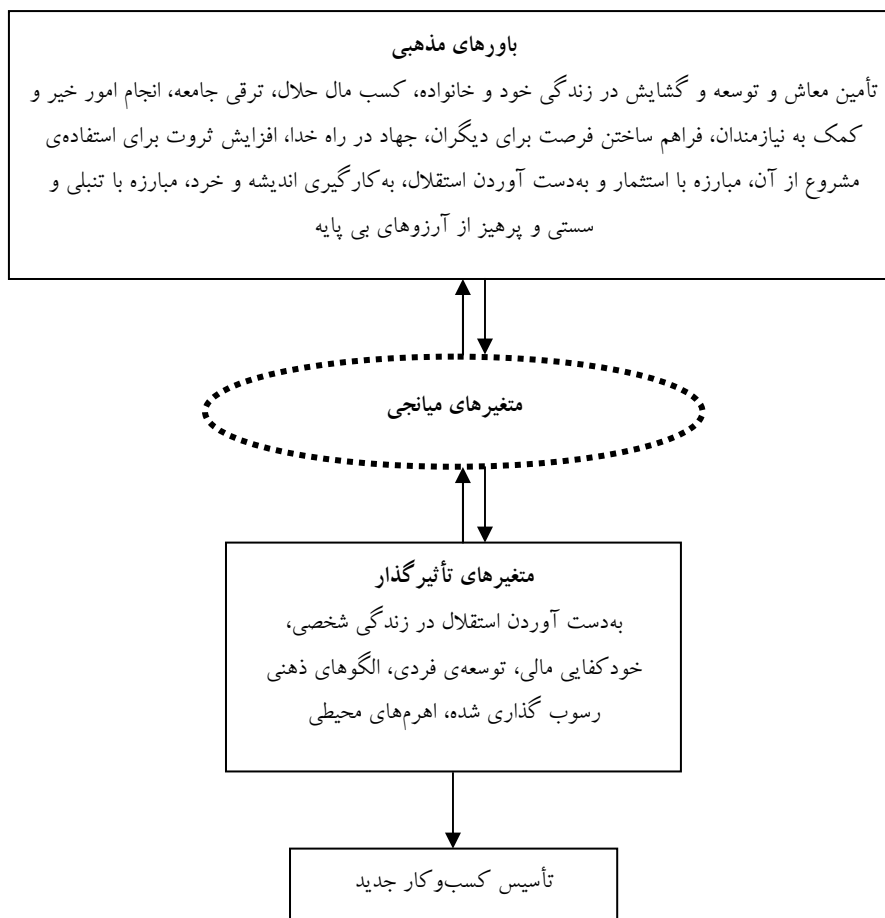 باورهای مذهبی
تأمین معاش و توسعه و گشایش در زندگی خود و خانواده، کسب مال حلال، ترقی جامعه، انجام امور خیر و
کمک به نیازمندان، فراهم ساختن فرصت برای دیگران، جهاد در راه خدا، افزایش ثروت برای استفاده‌ی
مشروع از آن، مبارزه با استثمار و به‌دست آوردن استقلال، به‌کارگیری اندیشه و خرد، مبارزه با تنبلی و
سستی و پرهیز از آرزوهای بی پایه
متغیرهای میانجی
متغیرهای تأثیرگذار
به‌دست آوردن استقلال در زندگی شخصی،
خودکفایی مالی، توسعه‌ی فردی، الگوهای ذهنی
رسوب گذاری شده، اهرم‌های محیطی
تأسیس کسب‌وکار جدید